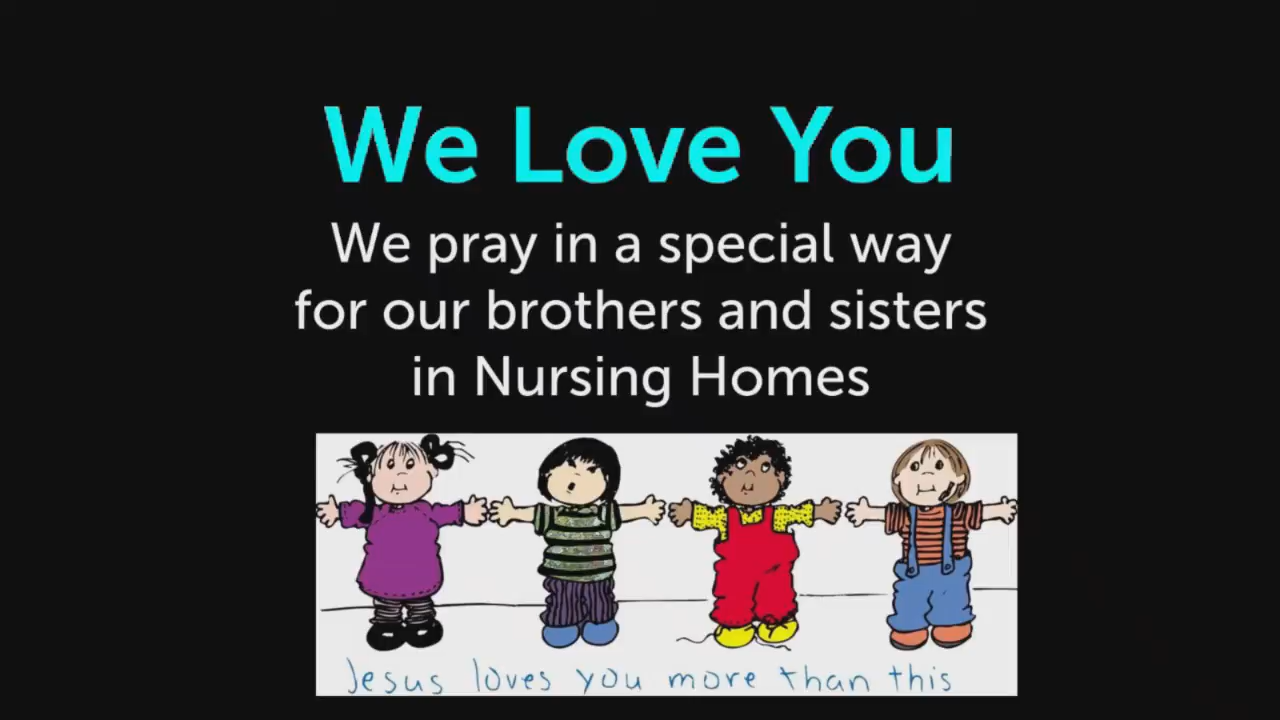 We Love You
We pray in a special way
for our brothers and sisters
in Nursing Homes
Jesus loves you more than this